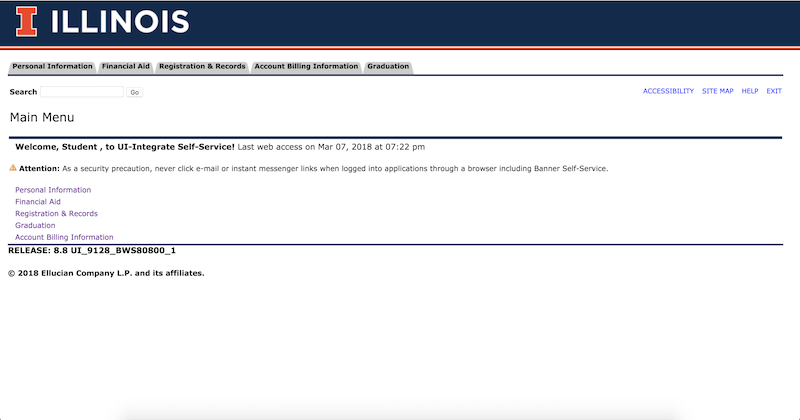 I ILLINOIS
Personal Information Financial Aid Registration & Records Account Billing Information Graduation
Search Go ACCESSIBILITY SITE MAP HELP EXIT
Main Menu
Welcome, Student , to UI-Integrate Self-Service! Last web access on Mar 07, 2018 at 07:22 pm
Attention: As a security precaution, never click e-mail or instant messenger links when logged into applications through a browser including Banner Self-Service.
Personal Information
Financial Aid
Registration & Records
Graduation
Account Billing Information
RELEASE: 8.8 UI_9128_BWS80800_1
© 2018 Ellucian Company L.P. and its affiliates.